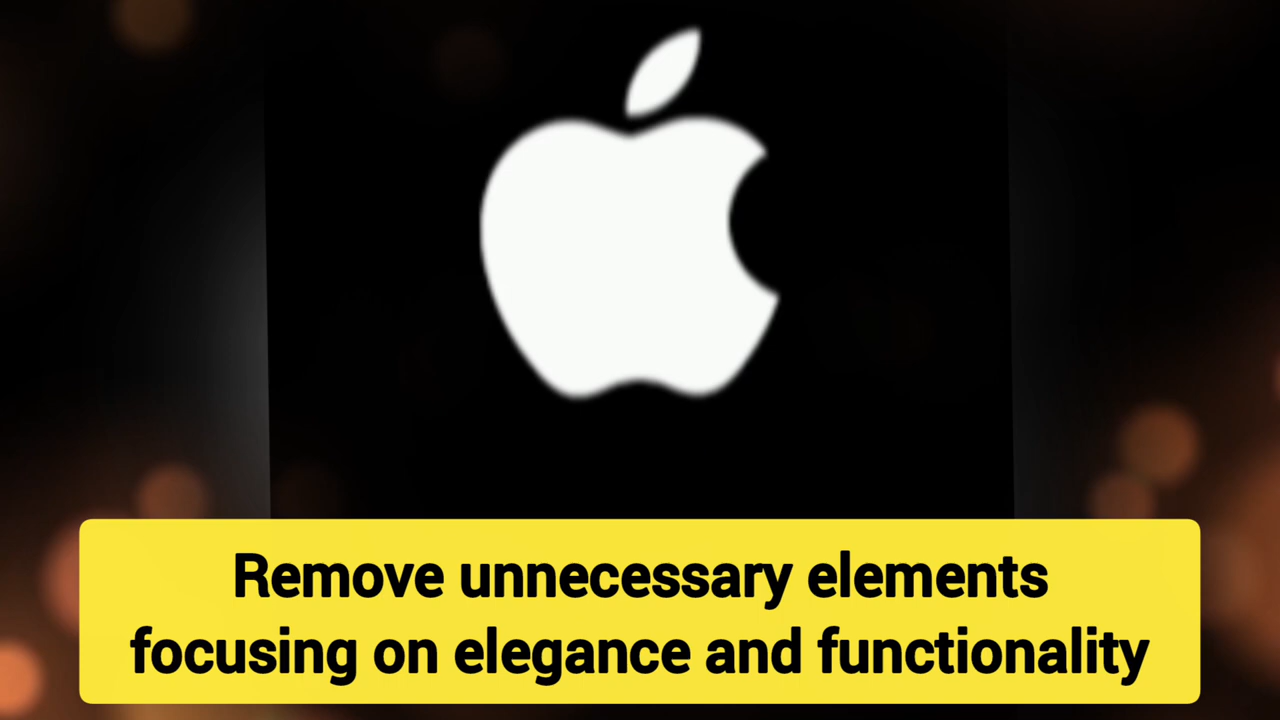 Remove unnecessary elements
focusing on elegance and functionality